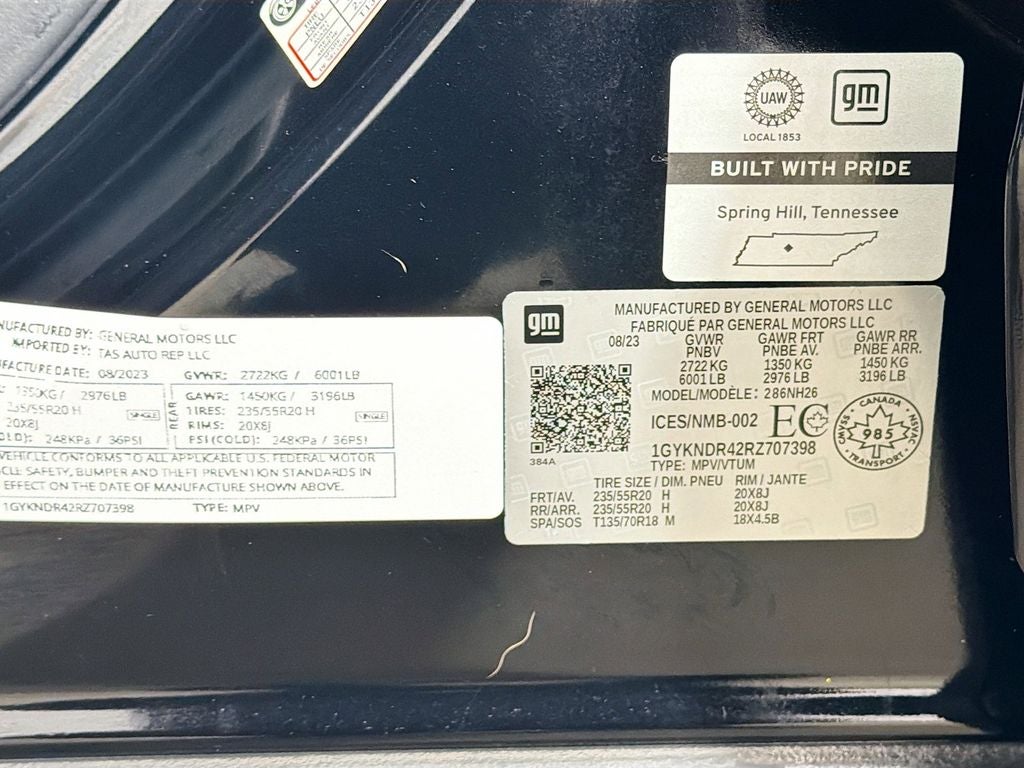 UAW
gm
LOCAL 1853
BUILT WITH PRIDE
Spring Hill, Tennessee
MANUFACTURED BY: GENERAL MOTORS LLC
IMPORTED BY: TAS AUTO REP LLC
FACTURE DATE: 08/2023 GVWR: 2722KG / 6001LB
1350KG / 2976LB
235/55R20 H SINGLE
20X8J
OLD): 248KPa / 36PSI
REAR
GAWR: 1450KG / 3196LB
TIRES: 235/55R20 H SINGLE
RIMS: 20X8J
PSI(COLD): 248KPa / 36PSI
VEHICLE CONFORMS TO ALL APPLICABLE U.S. FEDERAL MOTOR
CLE SAFETY, BUMPER AND THEFT PREVENTION STANDARDS IN
EFFECT ON THE DATE OF MANUFACTURE SHOWN ABOVE.
1GYKNDR42RZ707398 TYPE: MPV
gm
MANUFACTURED BY GENERAL MOTORS LLC
FABRIQUÉ PAR GENERAL MOTORS LLC
08/23 GVWR GAWR FRT GAWR RR
PNBV PNBE AV. PNBE ARR.
2722 KG 1350 KG 1450 KG
6001 LB 2976 LB 3196 LB
MODEL/MODÈLE: 286NH26
ICES/NMB-002 EC
CANADA
CMVSS 985 NSVAC
TRANSPORT
1GYKNDR42RZ707398
384A
TYPE: MPV/VTUM
TIRE SIZE / DIM. PNEU RIM / JANTE
FRT/AV. 235/55R20 H 20X8J
RR/ARR. 235/55R20 H 20X8J
SPA/SOS T135/70R18 M 18X4.5B